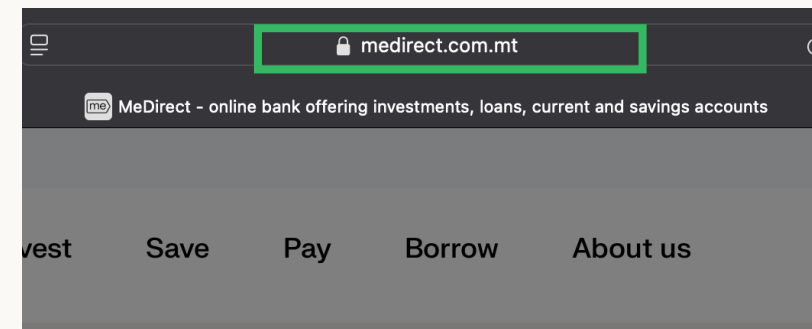 medirect.com.mt
me MeDirect - online bank offering investments, loans, current and savings accounts
vest Save Pay Borrow About us